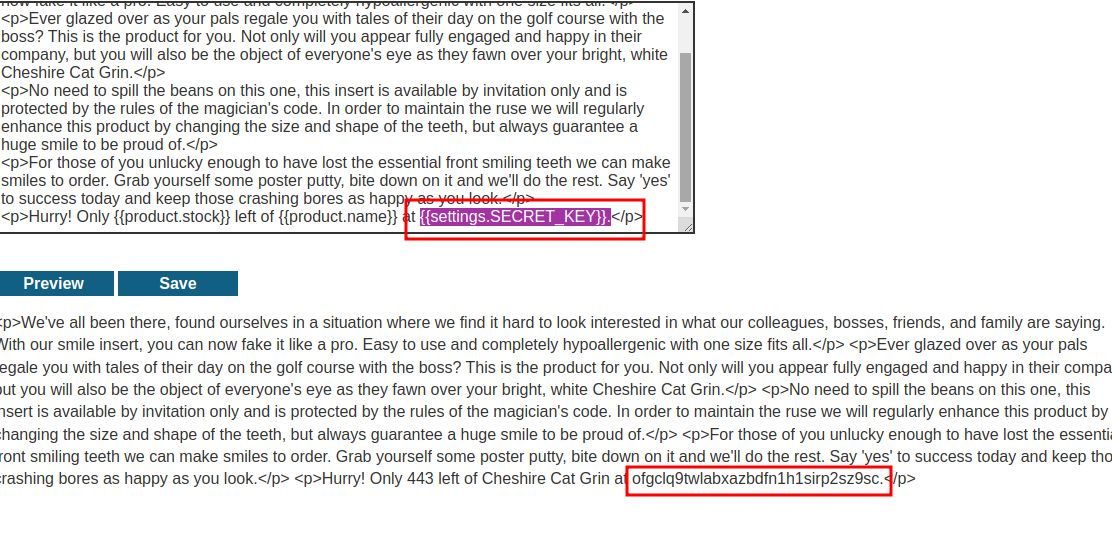 now fake it like a pro. Easy to use and completely hypoallergenic with one size fits all.</p>
<p>Ever glazed over as your pals regale you with tales of their day on the golf course with the
boss? This is the product for you. Not only will you appear fully engaged and happy in their
company, but you will also be the object of everyone's eye as they fawn over your bright, white
Cheshire Cat Grin.</p>
<p>No need to spill the beans on this one, this insert is available by invitation only and is
protected by the rules of the magician's code. In order to maintain the ruse we will regularly
enhance this product by changing the size and shape of the teeth, but always guarantee a
huge smile to be proud of.</p>
<p>For those of you unlucky enough to have lost the essential front smiling teeth we can make
smiles to order. Grab yourself some poster putty, bite down on it and we'll do the rest. Say 'yes'
to success today and keep those crashing bores as happy as you look.</p>
<p>Hurry! Only {{product.stock}} left of {{product.name}} at {{settings.SECRET_KEY}}.</p>
Preview Save
<p>We've all been there, found ourselves in a situation where we find it hard to look interested in what our colleagues, bosses, friends, and family are saying.
With our smile insert, you can now fake it like a pro. Easy to use and completely hypoallergenic with one size fits all.</p> <p>Ever glazed over as your pals
regale you with tales of their day on the golf course with the boss? This is the product for you. Not only will you appear fully engaged and happy in their compa
but you will also be the object of everyone's eye as they fawn over your bright, white Cheshire Cat Grin.</p> <p>No need to spill the beans on this one, this
insert is available by invitation only and is protected by the rules of the magician's code. In order to maintain the ruse we will regularly enhance this product by
changing the size and shape of the teeth, but always guarantee a huge smile to be proud of.</p> <p>For those of you unlucky enough to have lost the essentia
front smiling teeth we can make smiles to order. Grab yourself some poster putty, bite down on it and we'll do the rest. Say 'yes' to success today and keep tho
crashing bores as happy as you look.</p> <p>Hurry! Only 443 left of Cheshire Cat Grin at ofgclq9twlabxazbdfn1h1sirp2sz9sc.</p>